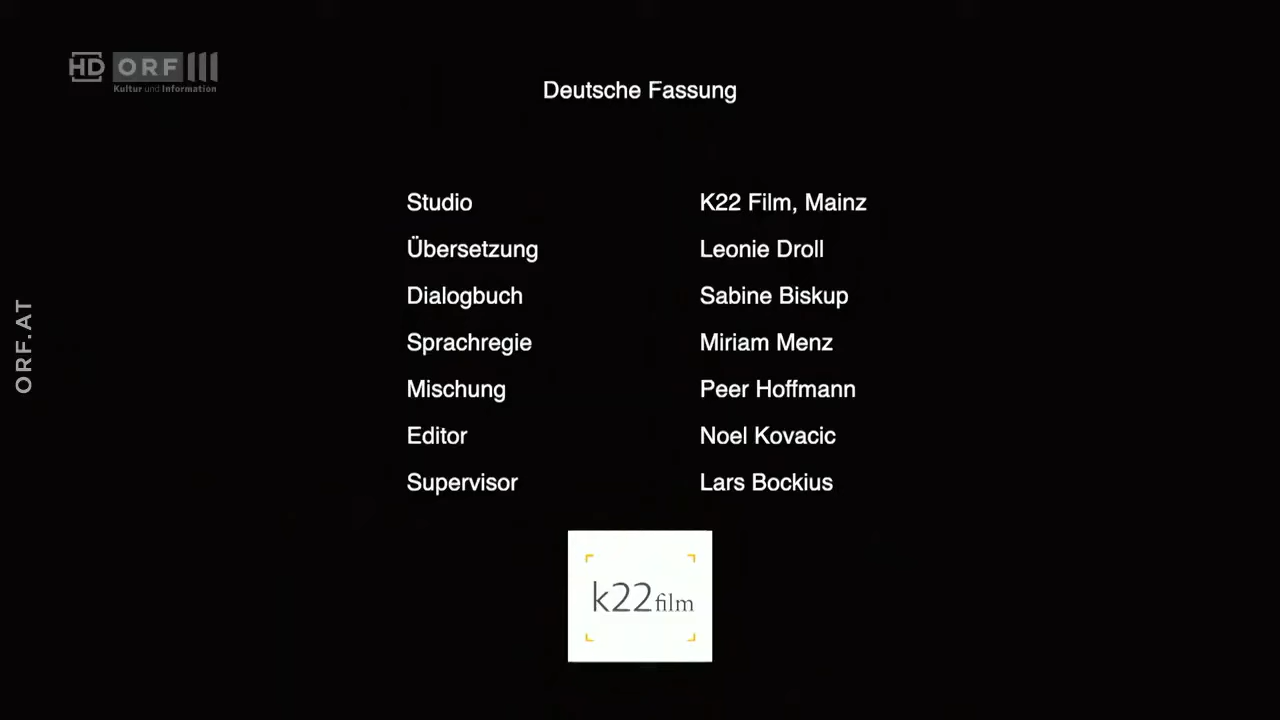 HD ORF III
Kultur und Information
Deutsche Fassung
Studio K22 Film, Mainz
Übersetzung Leonie Droll
Dialogbuch Sabine Biskup
Sprachregie Miriam Menz
Mischung Peer Hoffmann
Editor Noel Kovacic
Supervisor Lars Bockius
ORF.AT
k22film